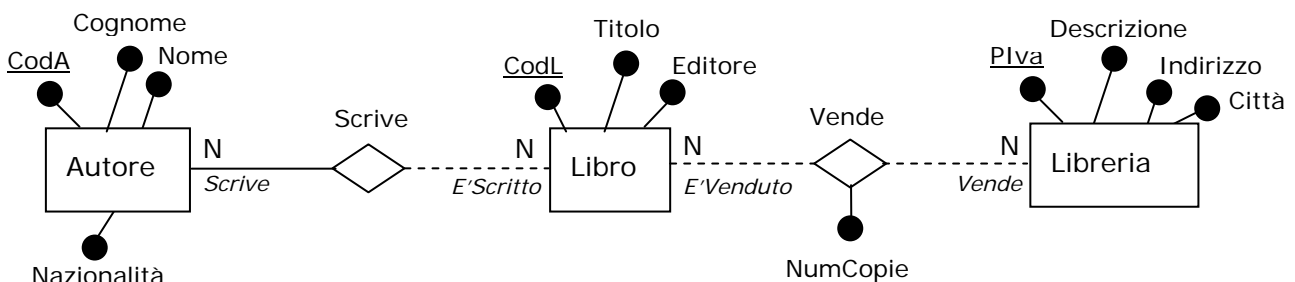 Cognome
CodA
Nome
Autore
Nazionalità
N
Scrive
Scrive
N
E'Scritto
Titolo
CodL
Editore
Libro
N
E'Venduto
Vende
NumCopie
N
Vende
Descrizione
PIva
Indirizzo
Città
Libreria